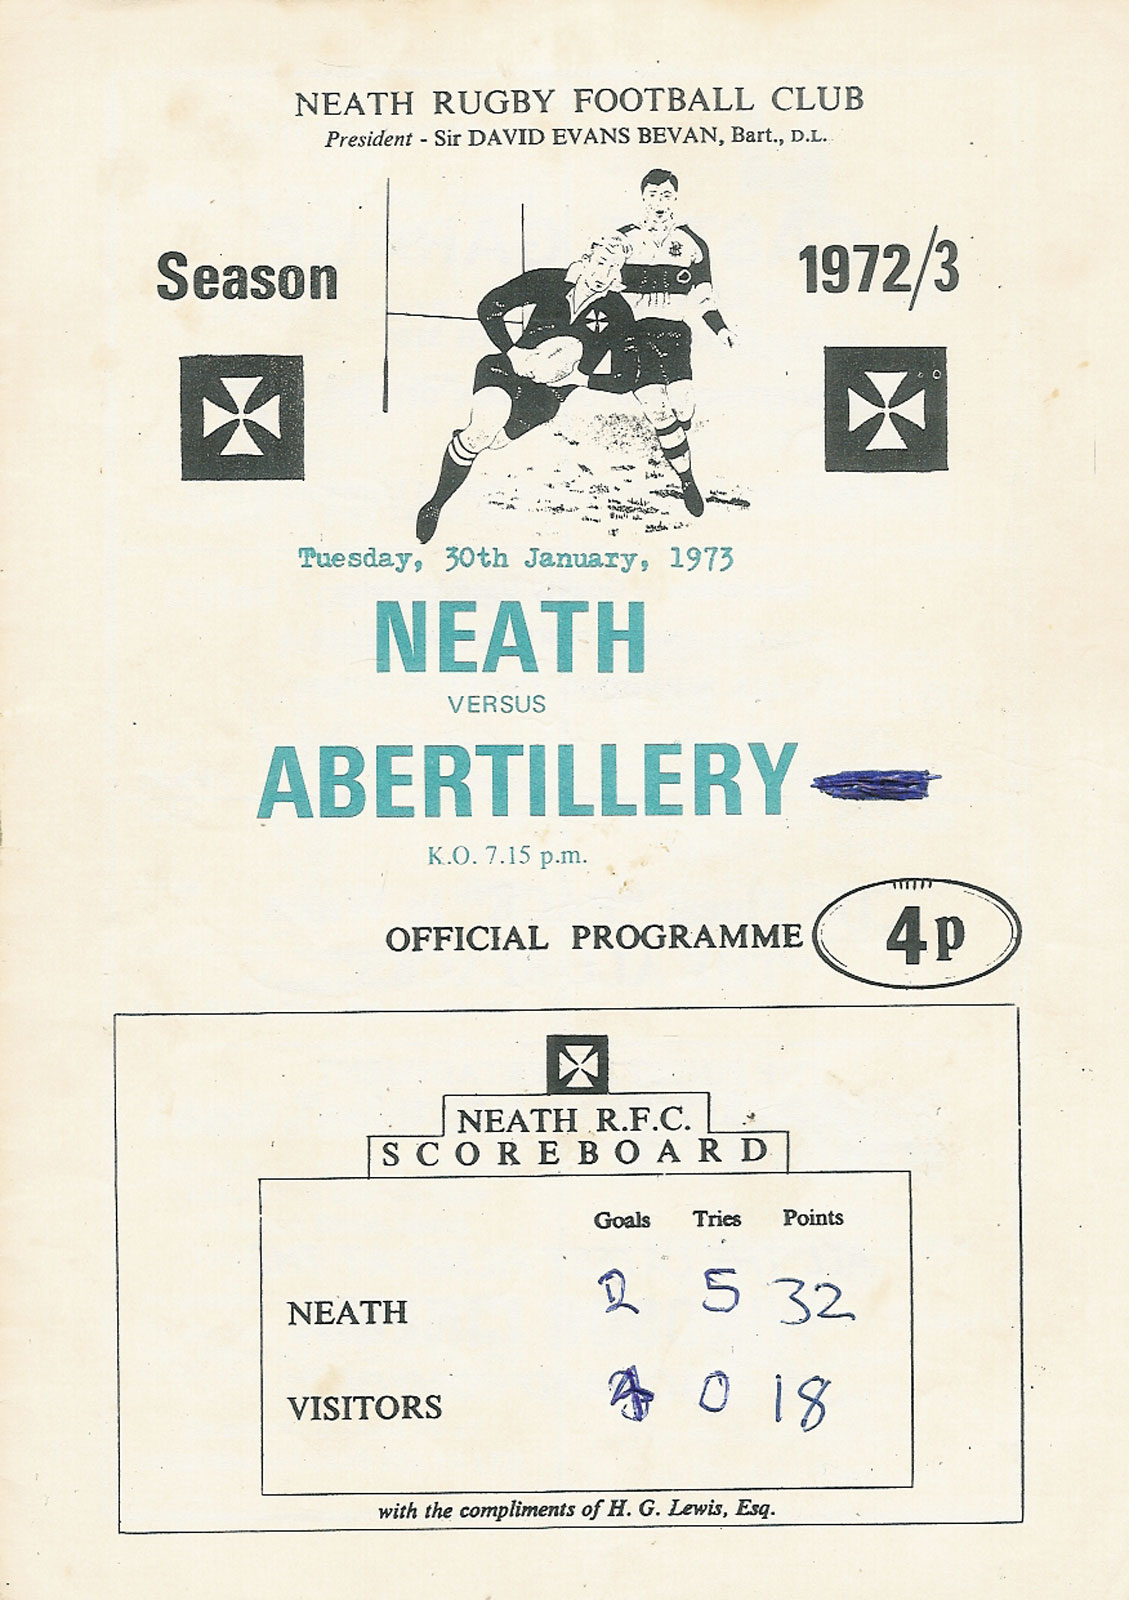 NEATH RUGBY FOOTBALL CLUB
President - Sir DAVID EVANS BEVAN, Bart., D.L.
Season 1972/3
Tuesday, 30th January, 1973
NEATH
VERSUS
ABERTILLERY
K.O. 7.15 p.m.
OFFICIAL PROGRAMME 4p
NEATH R.F.C.
SCOREBOARD
Goals Tries Points
NEATH 2 5 32
VISITORS 0 18
with the compliments of H. G. Lewis, Esq.